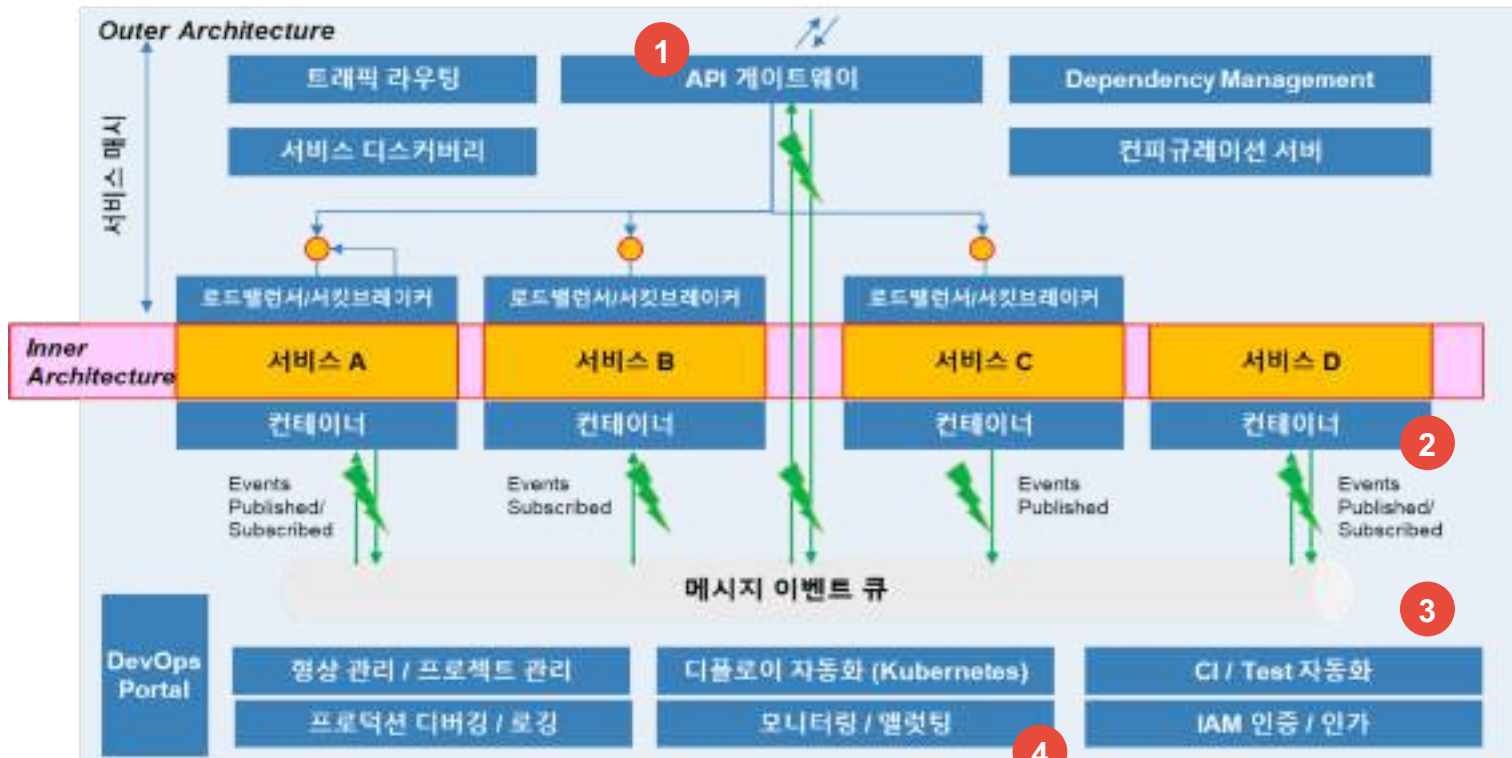 Outer Architecture
1
트래픽 라우팅
API 게이트웨이
Dependency Management
서비스 매시
서비스 디스커버리
컨피규레이션 서버
로드밸런서/서킷브레이커
로드밸런서/서킷브레이커
로드밸런서/서킷브레이커
Inner
Architecture
서비스 A
서비스 B
서비스 C
서비스 D
컨테이너
컨테이너
컨테이너
컨테이너
2
Events
Published/
Subscribed
Events
Subscribed
Events
Published
Events
Published/
Subscribed
메시지 이벤트 큐
3
DevOps
Portal
형상 관리 / 프로젝트 관리
디플로이 자동화 (Kubernetes)
CI / Test 자동화
프로덕션 디버깅 / 로깅
모니터링 / 앨럿팅
IAM 인증 / 인가
4